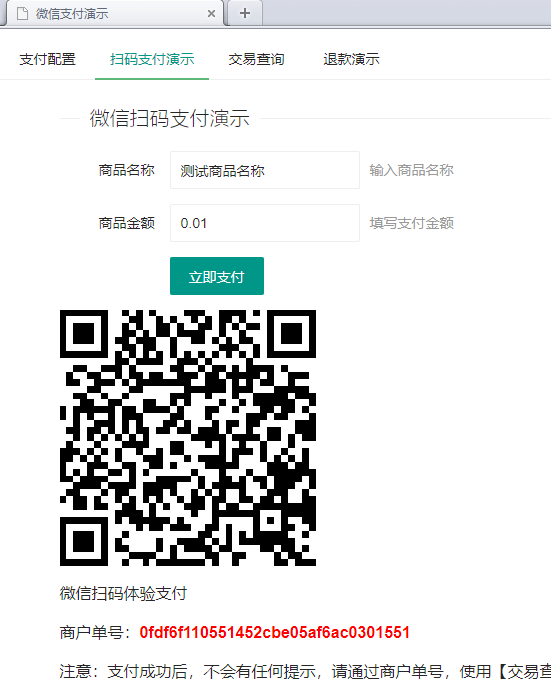 微信支付演示
支付配置 扫码支付演示 交易查询 退款演示
微信扫码支付演示
商品名称 测试商品名称 输入商品名称
商品金额 0.01 填写支付金额
立即支付
微信扫码体验支付
商户单号：0fdf6f110551452cbe05af6ac0301551
注意：支付成功后，不会有任何提示，请通过商户单号，使用【交易查